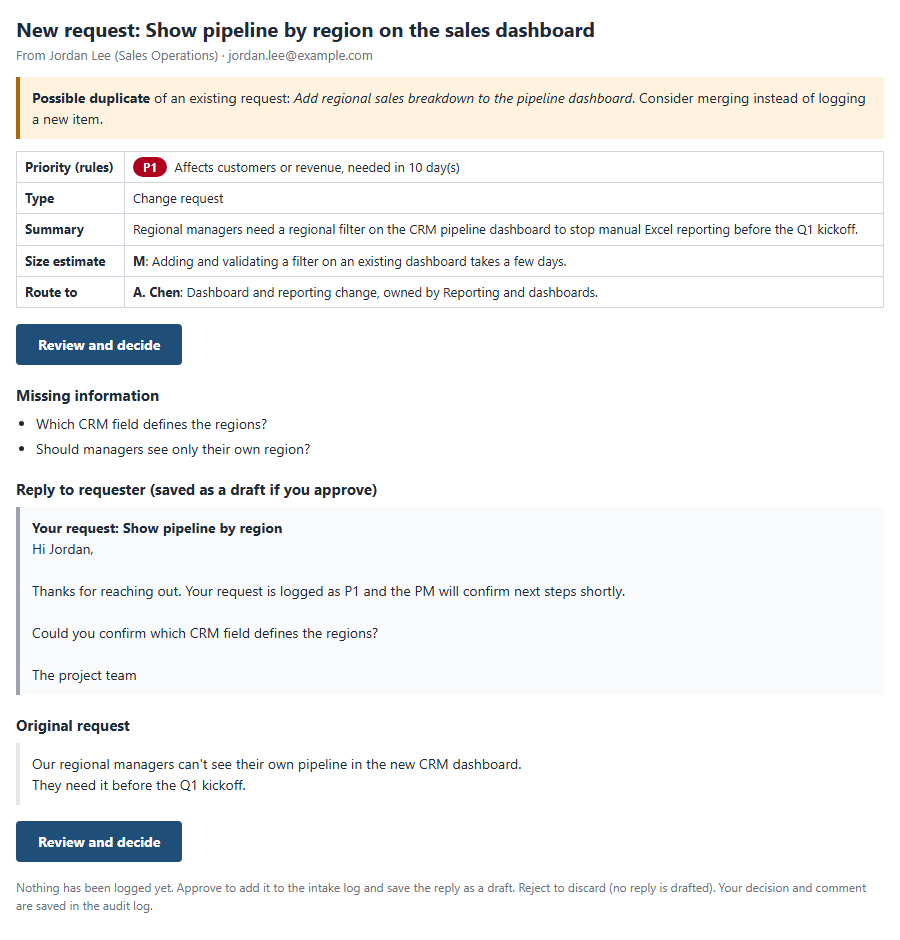 New request: Show pipeline by region on the sales dashboard
From Jordan Lee (Sales Operations) · jordan.lee@example.com
Possible duplicate of an existing request: Add regional sales breakdown to the pipeline dashboard. Consider merging instead of logging
a new item.
Priority (rules) P1 Affects customers or revenue, needed in 10 day(s)
Type Change request
Summary Regional managers need a regional filter on the CRM pipeline dashboard to stop manual Excel reporting before the Q1 kickoff.
Size estimate M: Adding and validating a filter on an existing dashboard takes a few days.
Route to A. Chen: Dashboard and reporting change, owned by Reporting and dashboards.
Review and decide
Missing information
• Which CRM field defines the regions?
• Should managers see only their own region?
Reply to requester (saved as a draft if you approve)
Your request: Show pipeline by region
Hi Jordan,
Thanks for reaching out. Your request is logged as P1 and the PM will confirm next steps shortly.
Could you confirm which CRM field defines the regions?
The project team
Original request
Our regional managers can't see their own pipeline in the new CRM dashboard.
They need it before the Q1 kickoff.
Review and decide
Nothing has been logged yet. Approve to add it to the intake log and save the reply as a draft. Reject to discard (no reply is drafted). Your decision and comment
are saved in the audit log.